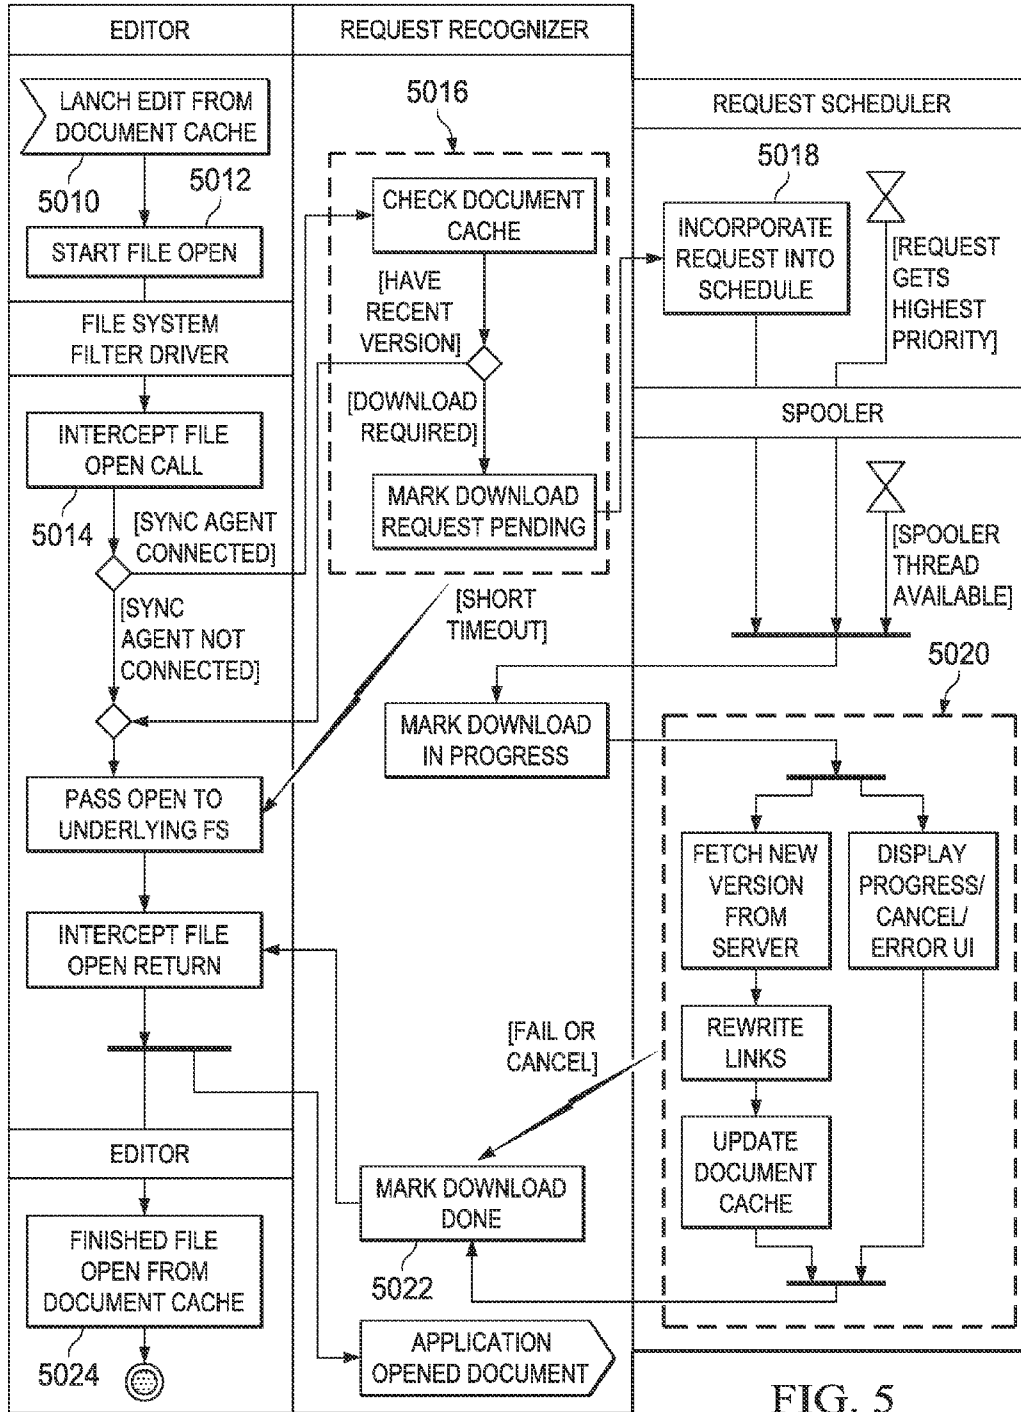 EDITOR
REQUEST RECOGNIZER
LANCH EDIT FROM
DOCUMENT CACHE
5010
5012
START FILE OPEN
FILE SYSTEM
FILTER DRIVER
INTERCEPT FILE
OPEN CALL
5014
[SYNC AGENT
CONNECTED]
[SYNC
AGENT NOT
CONNECTED]
PASS OPEN TO
UNDERLYING FS
INTERCEPT FILE
OPEN RETURN
EDITOR
FINISHED FILE
OPEN FROM
DOCUMENT CACHE
5024
5016
CHECK DOCUMENT
CACHE
[HAVE
RECENT
VERSION]
[DOWNLOAD
REQUIRED]
MARK DOWNLOAD
REQUEST PENDING
[SHORT
TIMEOUT]
MARK DOWNLOAD
IN PROGRESS
[FAIL OR
CANCEL]
MARK DOWNLOAD
DONE
5022
APPLICATION
OPENED DOCUMENT
REQUEST SCHEDULER
5018
INCORPORATE
REQUEST INTO
SCHEDULE
[REQUEST
GETS
HIGHEST
PRIORITY]
SPOOLER
[SPOOLER
THREAD
AVAILABLE]
5020
FETCH NEW
VERSION
FROM
SERVER
DISPLAY
PROGRESS/
CANCEL/
ERROR UI
REWRITE
LINKS
UPDATE
DOCUMENT
CACHE
FIG. 5